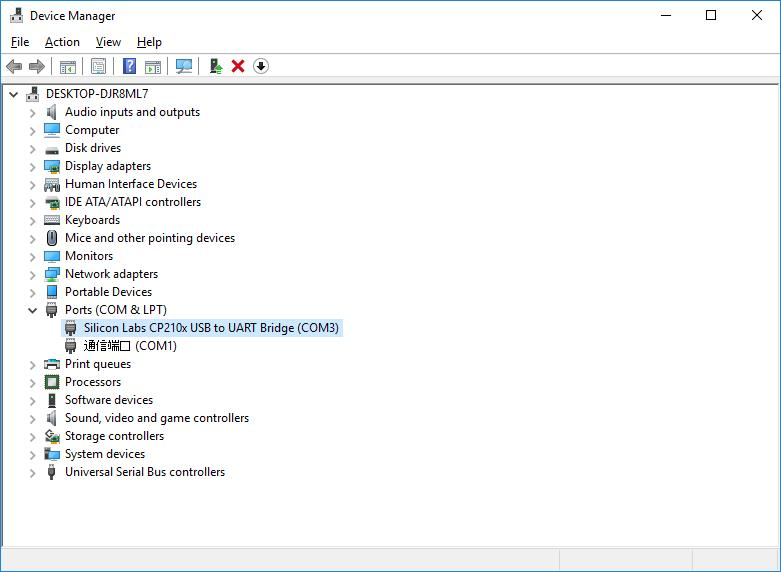 Device Manager
File Action View Help
DESKTOP-DJR8ML7
Audio inputs and outputs
Computer
Disk drives
Display adapters
Human Interface Devices
IDE ATA/ATAPI controllers
Keyboards
Mice and other pointing devices
Monitors
Network adapters
Portable Devices
Ports (COM & LPT)
Silicon Labs CP210x USB to UART Bridge (COM3)
通信端口 (COM1)
Print queues
Processors
Software devices
Sound, video and game controllers
Storage controllers
System devices
Universal Serial Bus controllers